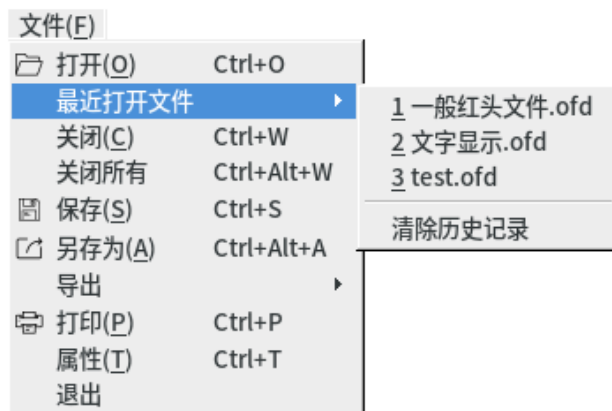 文件(F)
打开(O) Ctrl+O
最近打开文件
1 一般红头文件.ofd
2 文字显示.ofd
3 test.ofd
清除历史记录
关闭(C) Ctrl+W
关闭所有 Ctrl+Alt+W
保存(S) Ctrl+S
另存为(A) Ctrl+Alt+A
导出
打印(P) Ctrl+P
属性(T) Ctrl+T
退出